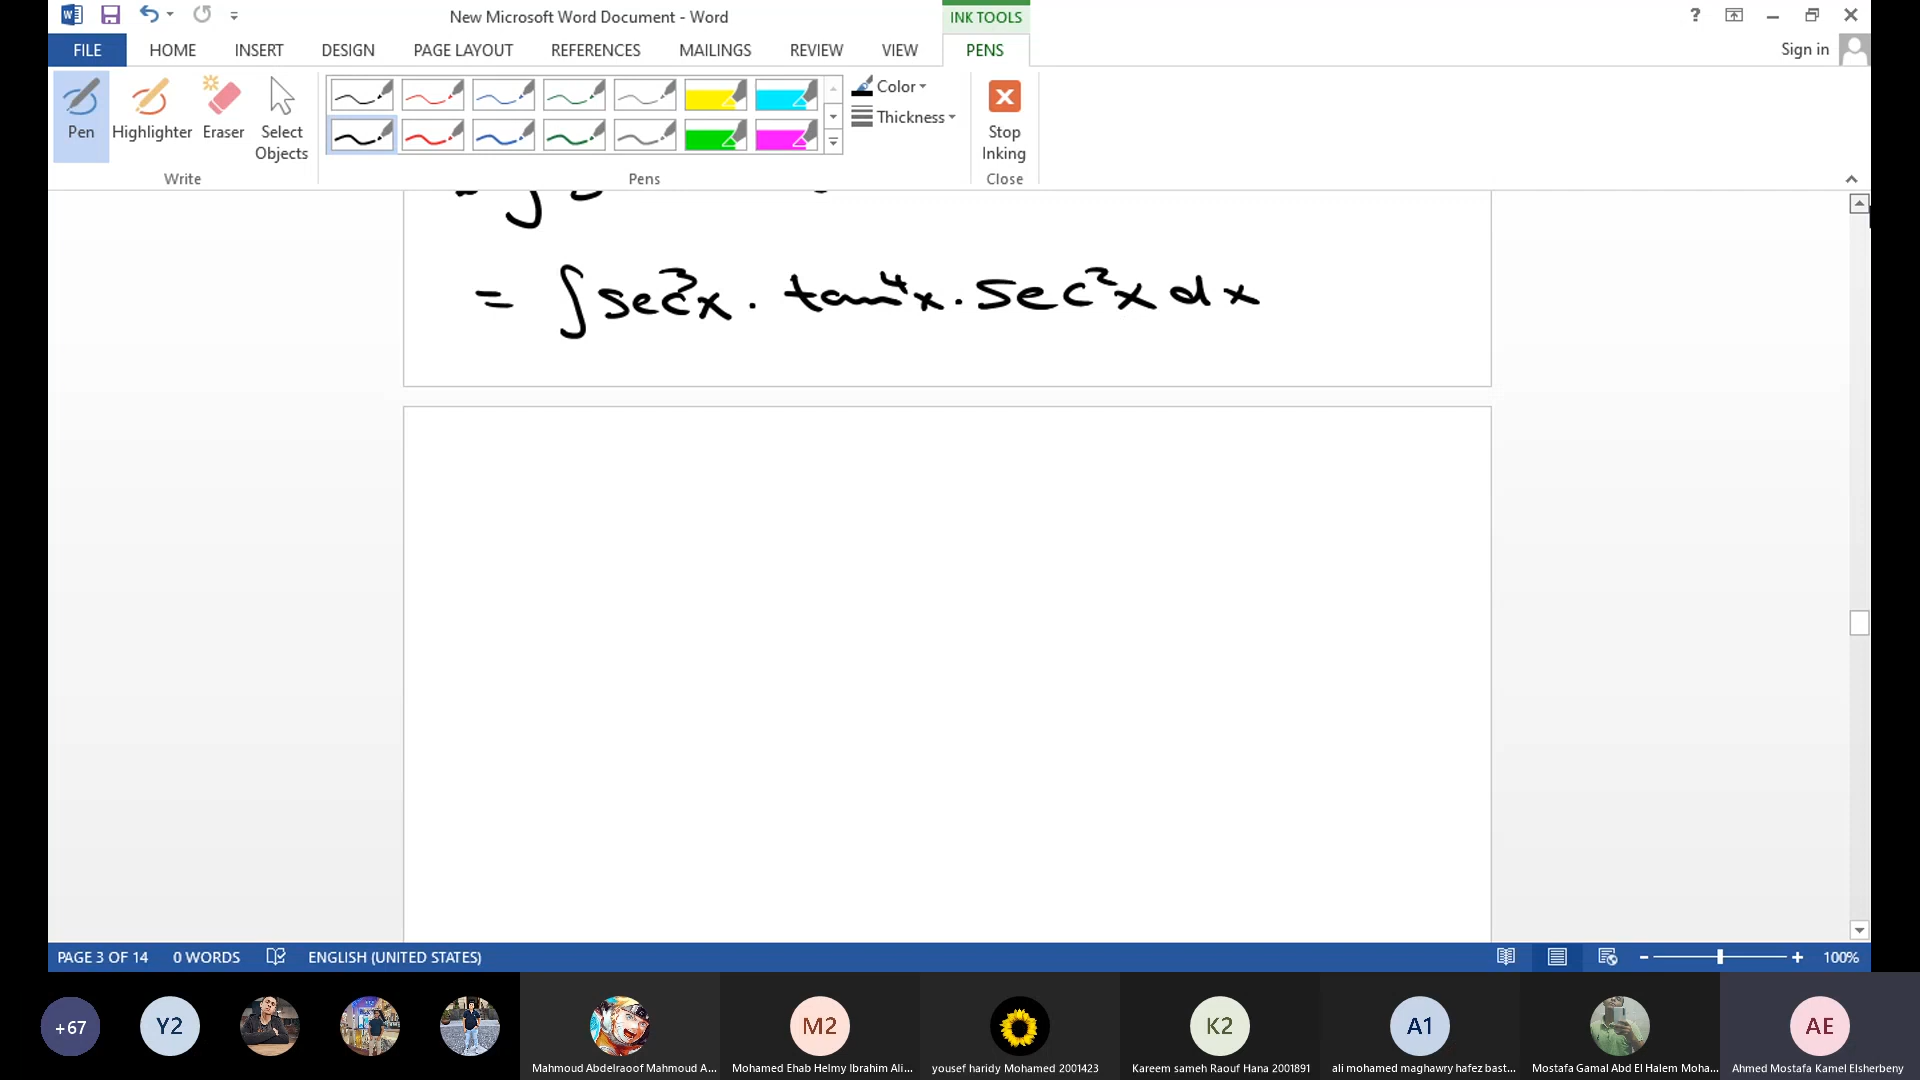 New Microsoft Word Document - Word
INK TOOLS
?
FILE
HOME
INSERT
DESIGN
PAGE LAYOUT
REFERENCES
MAILINGS
REVIEW
VIEW
PENS
Sign in
Pen
Highlighter
Eraser
Select Objects
Color
Thickness
Stop Inking
Write
Pens
Close
= ∫ sec²x . tan⁴x . sec²x dx
PAGE 3 OF 14
0 WORDS
ENGLISH (UNITED STATES)
100%
+67
Y2
M2
K2
A1
AE
Mahmoud Abdelraoof Mahmoud A...
Mohamed Ehab Helmy Ibrahim Ali...
yousef haridy Mohamed 2001423
Kareem sameh Raouf Hana 2001891
ali mohamed maghawry hafez bast...
Mostafa Gamal Abd El Halem Moha...
Ahmed Mostafa Kamel Elsherbeny